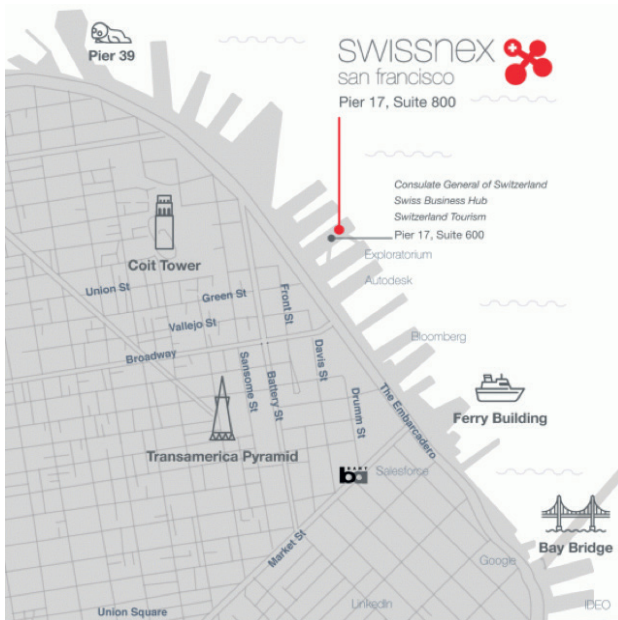 Pier 39
swissnex
san francisco
Pier 17, Suite 800
Consulate General of Switzerland
Swiss Business Hub
Switzerland Tourism
Pier 17, Suite 600
Exploratorium
Autodesk
Coit Tower
Union St
Green St
Front St
Vallejo St
Broadway
Bloomberg
Sansome St
Battery St
Davis St
Drumm St
The Embarcadero
Ferry Building
Transamerica Pyramid
BART
ba
Salesforce
Market St
Bay Bridge
Google
LinkedIn
IDEO
Union Square